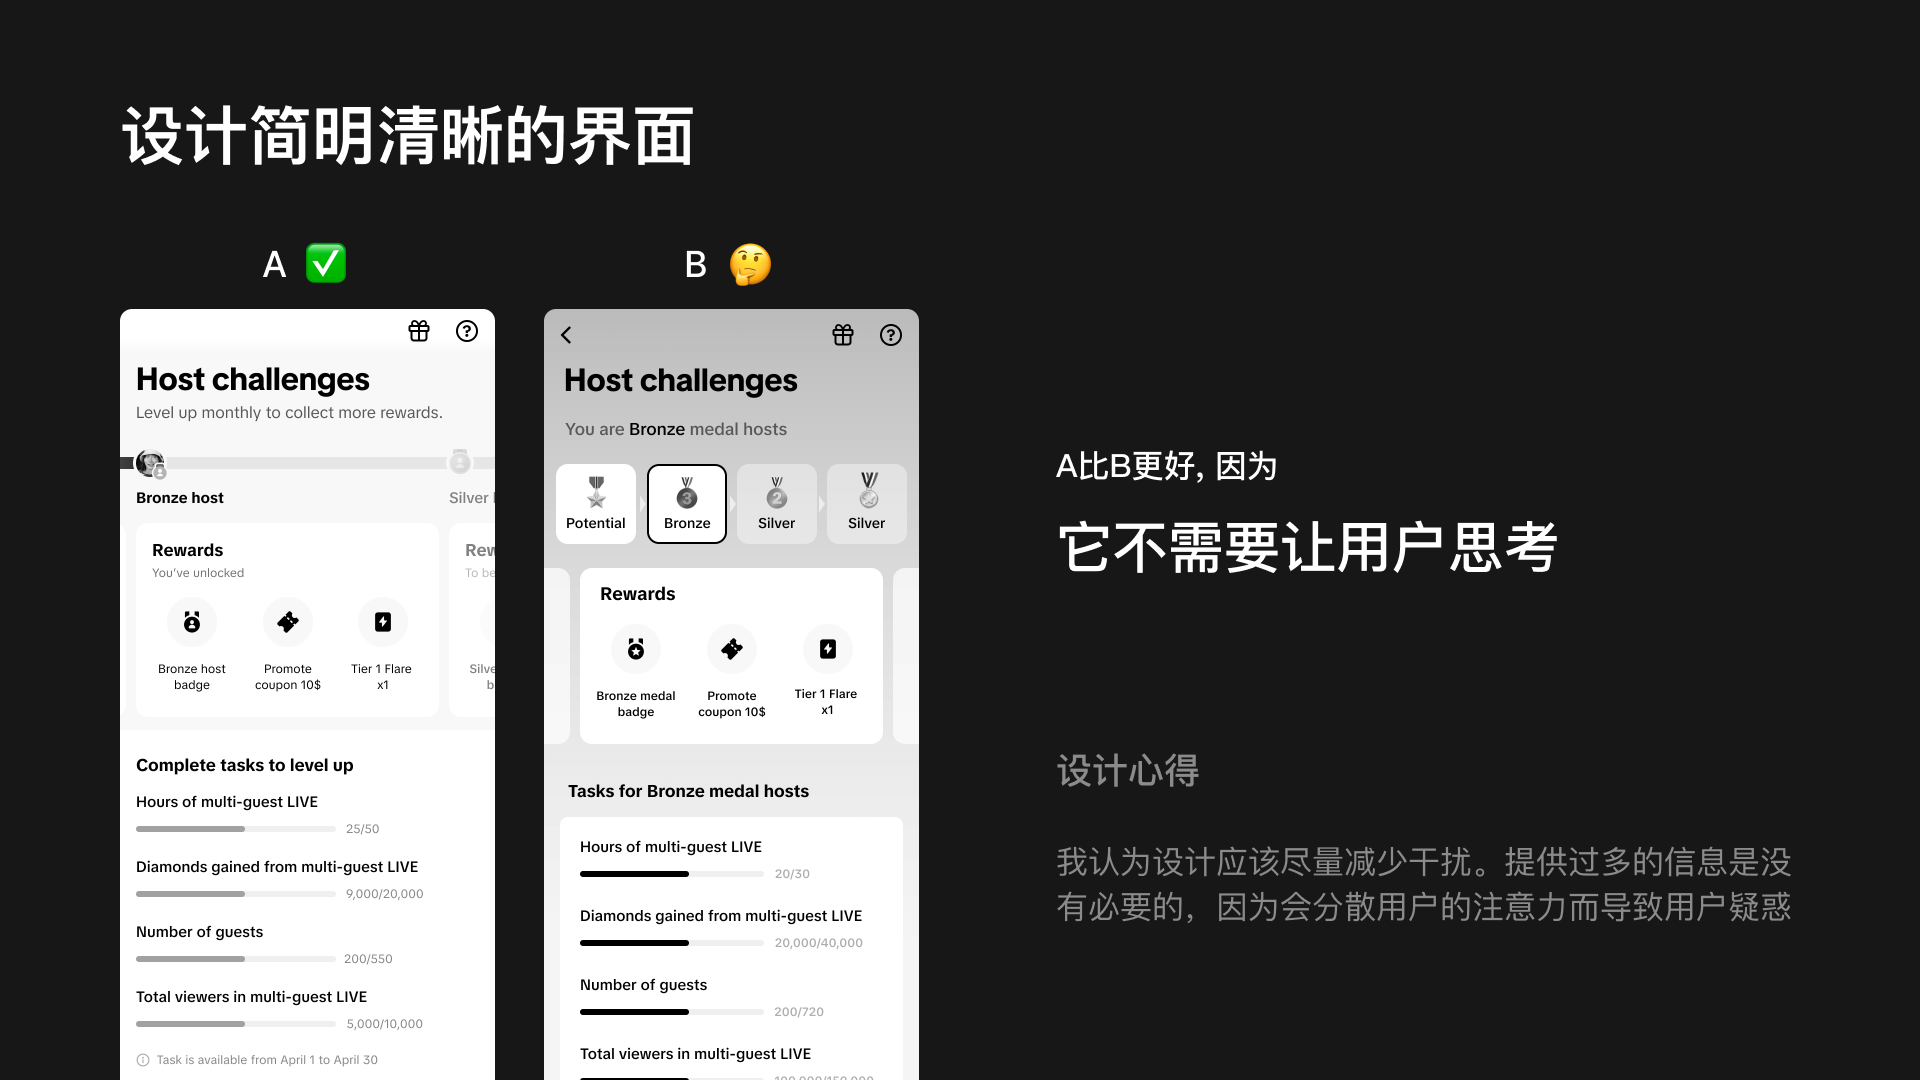 设计简明清晰的界面
A ✅
B 🤔
Host challenges
Level up monthly to collect more rewards.
Bronze host
Silver
Rewards
You've unlocked
Rew
To be
Bronze host
badge
Promote
coupon 10$
Tier 1 Flare
x1
Silve
b
Complete tasks to level up
Hours of multi-guest LIVE
25/50
Diamonds gained from multi-guest LIVE
9,000/20,000
Number of guests
200/550
Total viewers in multi-guest LIVE
5,000/10,000
Task is available from April 1 to April 30
Host challenges
You are Bronze medal hosts
Potential
3
Bronze
2
Silver
Silver
Rewards
Bronze medal
badge
Promote
coupon 10$
Tier 1 Flare
x1
Tasks for Bronze medal hosts
Hours of multi-guest LIVE
20/30
Diamonds gained from multi-guest LIVE
20,000/40,000
Number of guests
200/720
Total viewers in multi-guest LIVE
100,000/150,000
A比B更好, 因为
它不需要让用户思考
设计心得
我认为设计应该尽量减少干扰。提供过多的信息是没
有必要的，因为会分散用户的注意力而导致用户疑惑